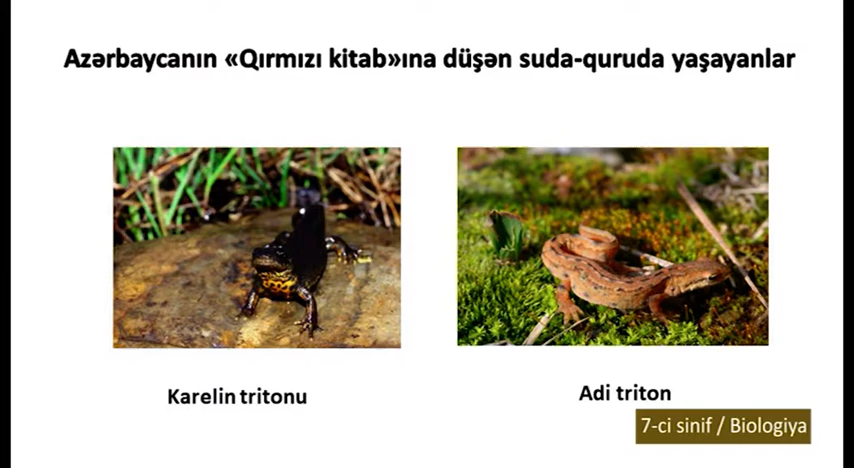 Azərbaycanın «Qırmızı kitab»ına düşən suda-quruda yaşayanlar
Karelin tritonu
Adi triton
7-ci sinif / Biologiya